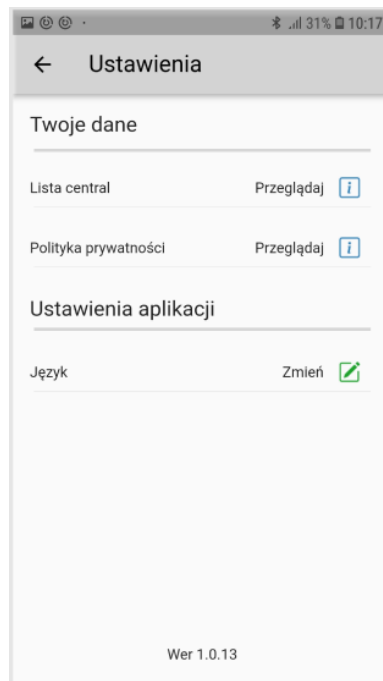 31% 10:17
Ustawienia
Twoje dane
Lista central Przeglądaj i
Polityka prywatności Przeglądaj i
Ustawienia aplikacji
Język Zmień
Wer 1.0.13